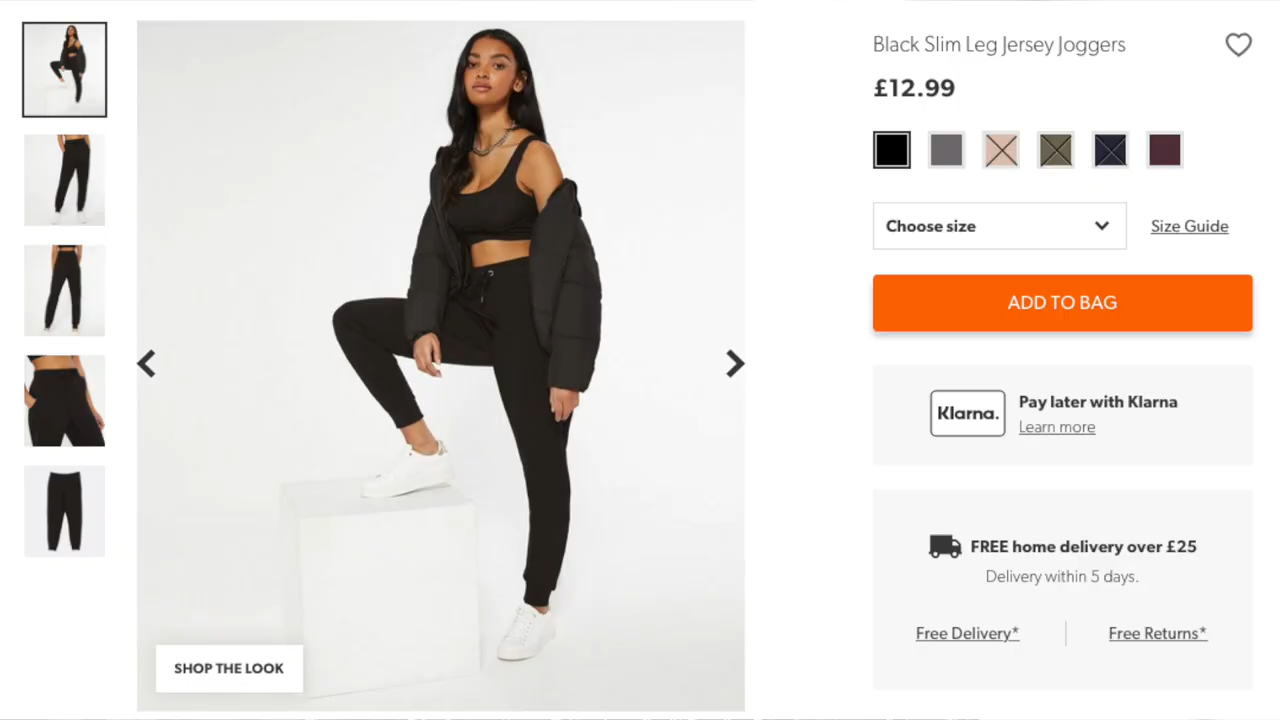 Black Slim Leg Jersey Joggers
£12.99
Choose size
Size Guide
ADD TO BAG
Klarna.
Pay later with Klarna
Learn more
FREE home delivery over £25
Delivery within 5 days.
Free Delivery*
Free Returns*
SHOP THE LOOK